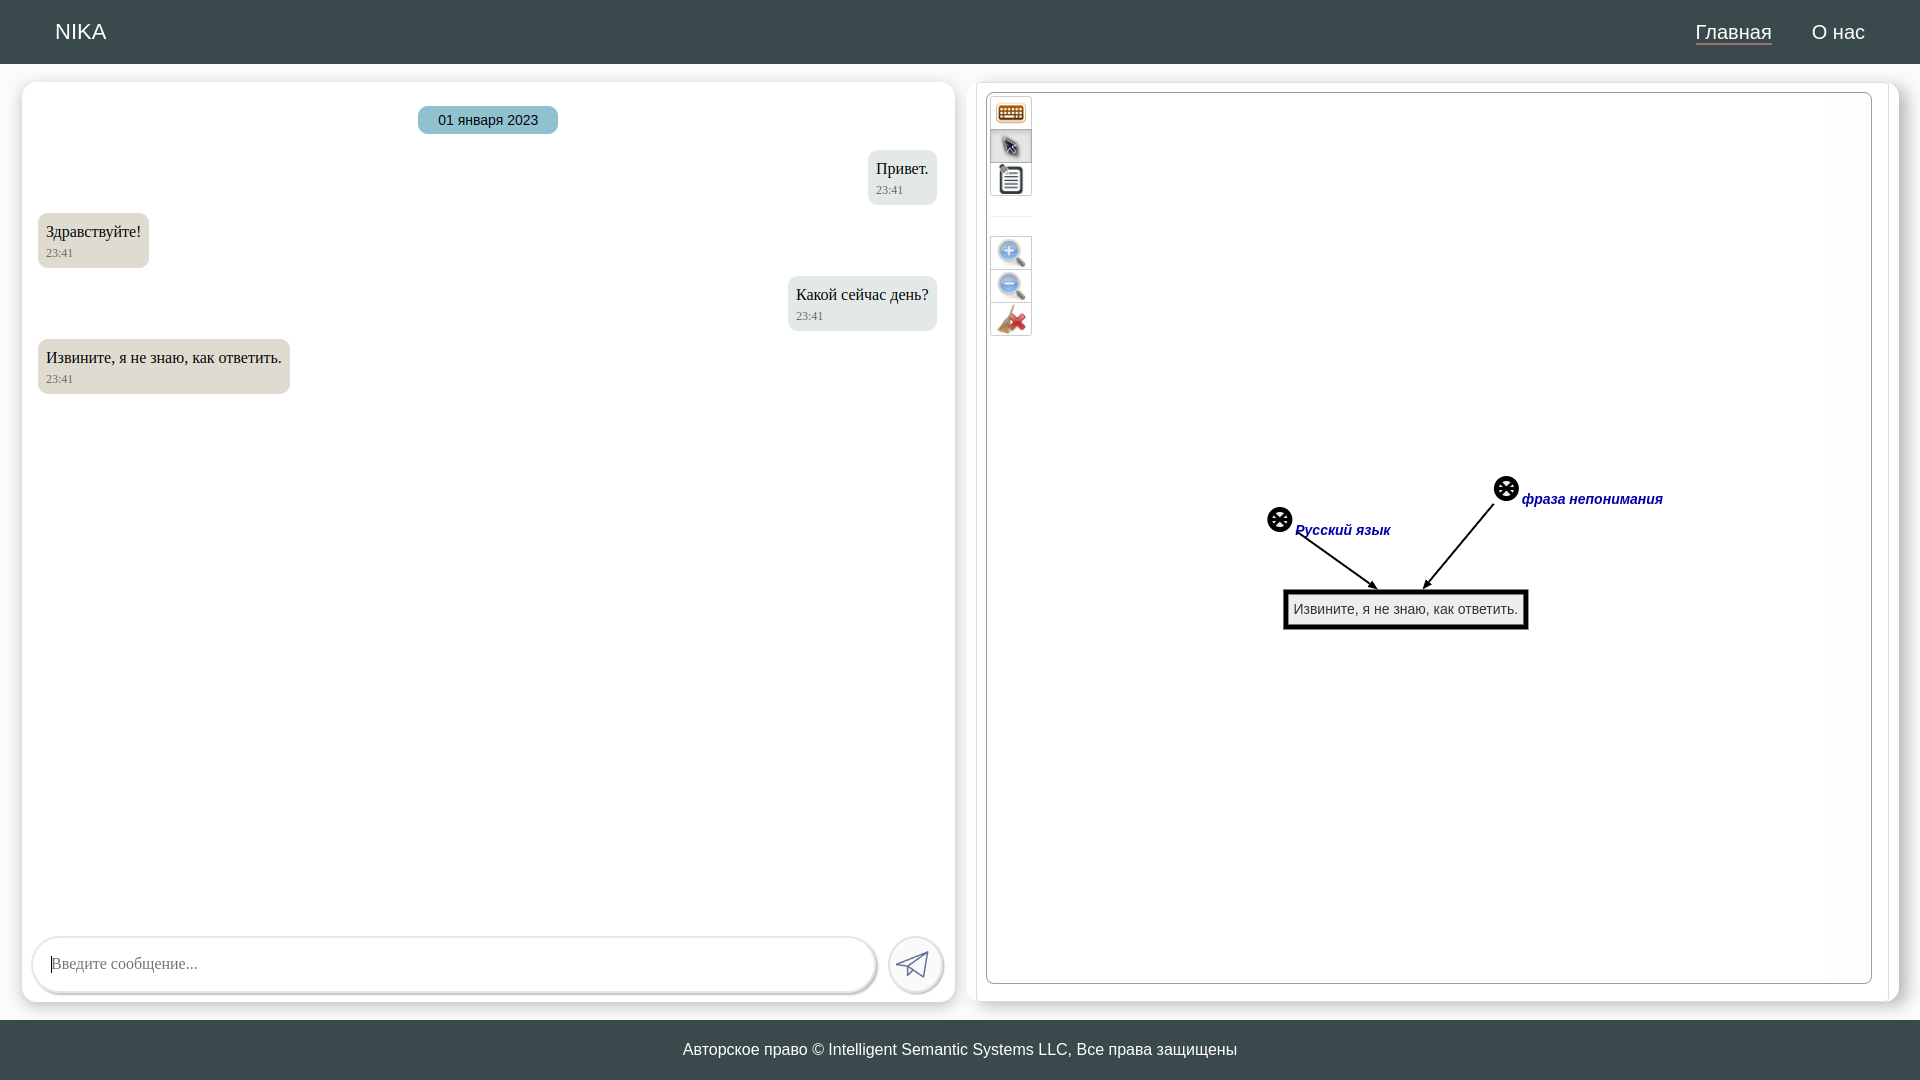 NIKA
Главная
О нас
01 января 2023
Привет.
23:41
Здравствуйте!
23:41
Какой сейчас день?
23:41
Извините, я не знаю, как ответить.
23:41
Введите сообщение...
фраза непонимания
Русский язык
Извините, я не знаю, как ответить.
Авторское право © Intelligent Semantic Systems LLC, Все права защищены